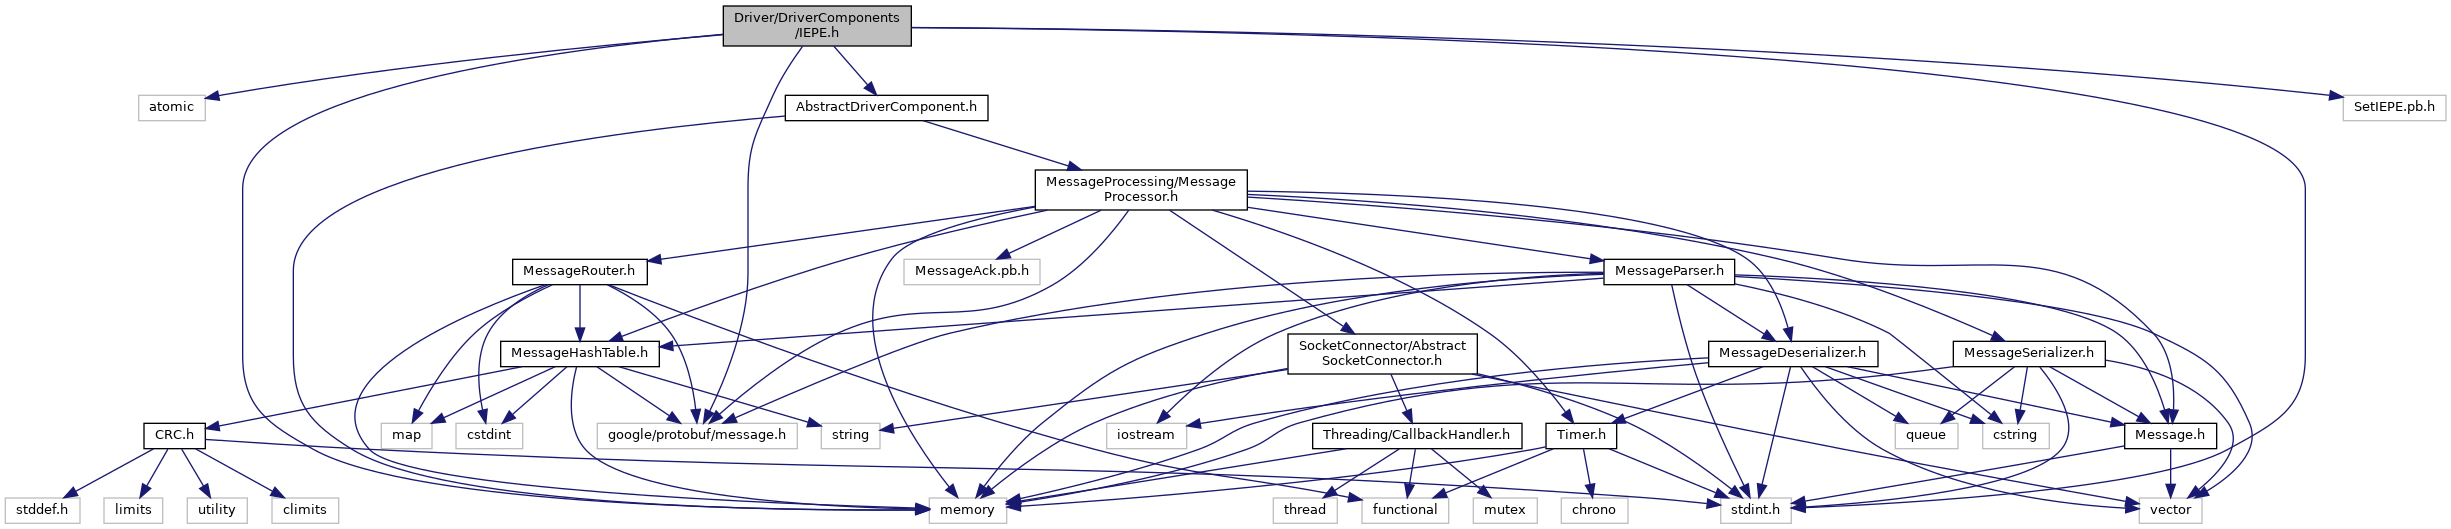 Driver/DriverComponents
/IEPE.h
atomic
AbstractDriverComponent.h
SetIEPE.pb.h
MessageProcessing/Message
Processor.h
MessageRouter.h
MessageAck.pb.h
MessageParser.h
MessageHashTable.h
SocketConnector/Abstract
SocketConnector.h
MessageDeserializer.h
MessageSerializer.h
CRC.h
map
cstdint
google/protobuf/message.h
string
iostream
Threading/CallbackHandler.h
Timer.h
queue
cstring
Message.h
stddef.h
limits
utility
climits
memory
thread
functional
mutex
chrono
stdint.h
vector